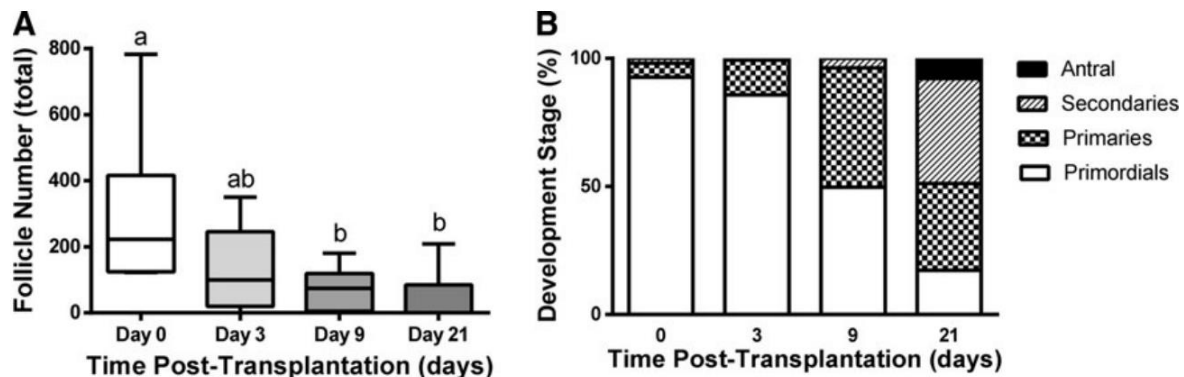 A
Follicle Number (total)
800
600
400
200
0
a
ab
b
b
Day 0
Day 3
Day 9
Day 21
Time Post-Transplantation (days)
B
Development Stage (%)
100
50
0
0
3
9
21
Time Post-Transplantation (days)
Antral
Secondaries
Primaries
Primordials